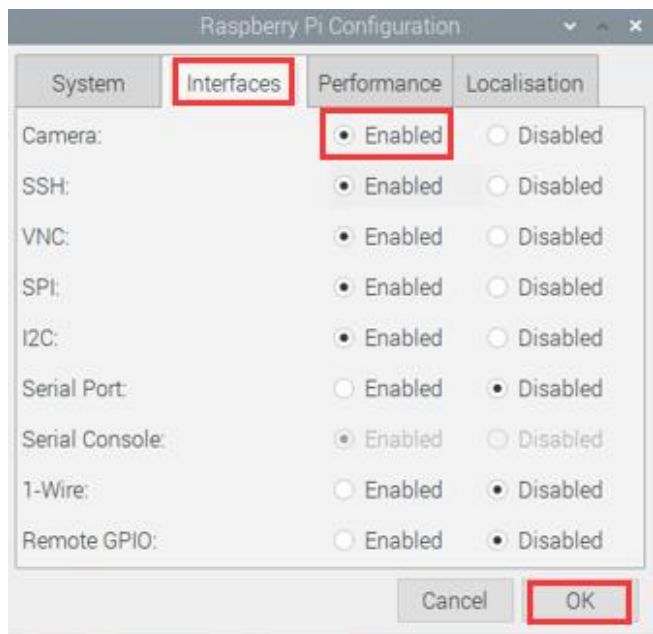 Raspberry Pi Configuration
System Interfaces Performance Localisation
Camera: Enabled Disabled
SSH: Enabled Disabled
VNC: Enabled Disabled
SPI: Enabled Disabled
I2C: Enabled Disabled
Serial Port: Enabled Disabled
Serial Console: Enabled Disabled
1-Wire: Enabled Disabled
Remote GPIO: Enabled Disabled
Cancel OK